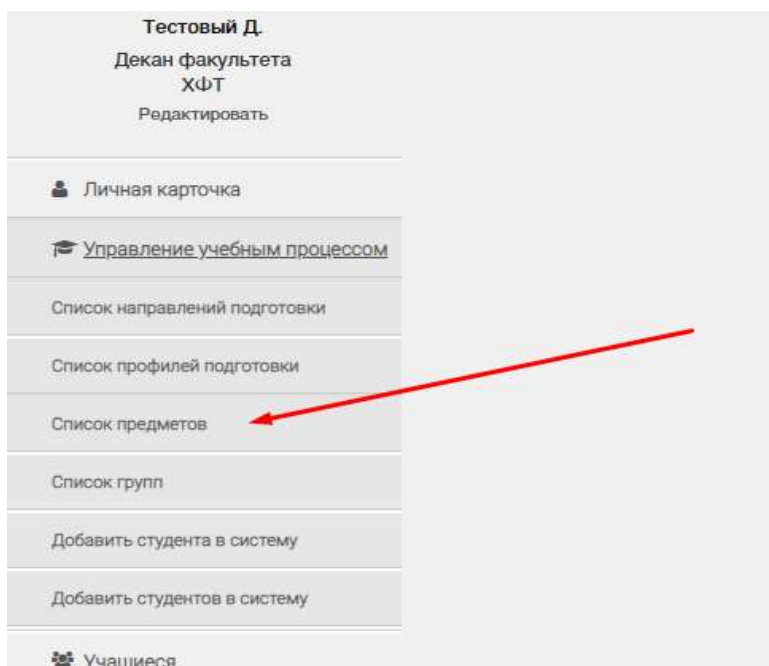 Тестовый Д.
Декан факультета
ХФТ
Редактировать
Личная карточка
Управление учебным процессом
Список направлений подготовки
Список профилей подготовки
Список предметов
Список групп
Добавить студента в систему
Добавить студентов в систему
Учащиеся